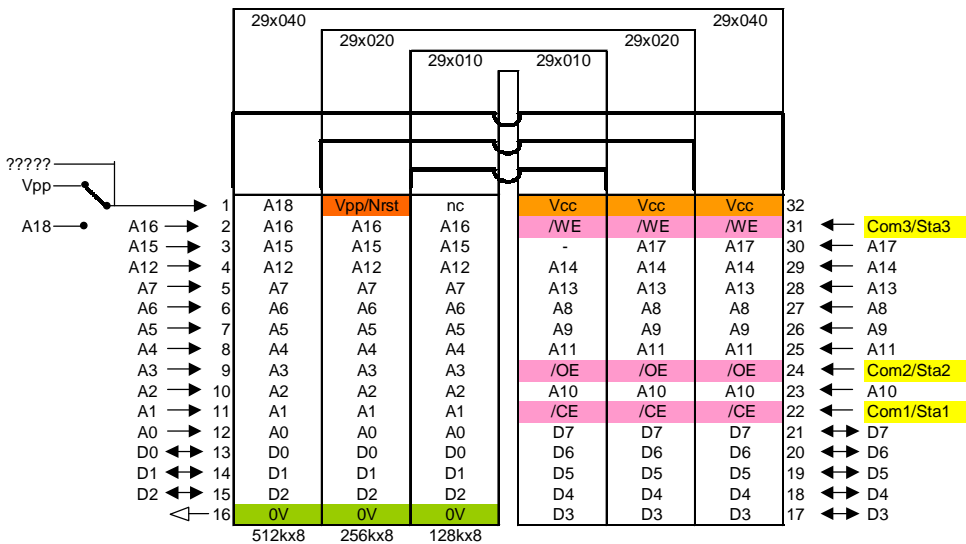 29x040 29x040
29x020 29x020
29x010 29x010
?????
Vpp
1 A18 Vpp/Nrst nc Vcc Vcc Vcc 32
A18 A16 2 A16 A16 A16 /WE /WE /WE 31 Com3/Sta3
A15 3 A15 A15 A15 - A17 A17 30 A17
A12 4 A12 A12 A12 A14 A14 A14 29 A14
A7 5 A7 A7 A7 A13 A13 A13 28 A13
A6 6 A6 A6 A6 A8 A8 A8 27 A8
A5 7 A5 A5 A5 A9 A9 A9 26 A9
A4 8 A4 A4 A4 A11 A11 A11 25 A11
A3 9 A3 A3 A3 /OE /OE /OE 24 Com2/Sta2
A2 10 A2 A2 A2 A10 A10 A10 23 A10
A1 11 A1 A1 A1 /CE /CE /CE 22 Com1/Sta1
A0 12 A0 A0 A0 D7 D7 D7 21 D7
D0 13 D0 D0 D0 D6 D6 D6 20 D6
D1 14 D1 D1 D1 D5 D5 D5 19 D5
D2 15 D2 D2 D2 D4 D4 D4 18 D4
16 0V 0V 0V D3 D3 D3 17 D3
512kx8 256kx8 128kx8